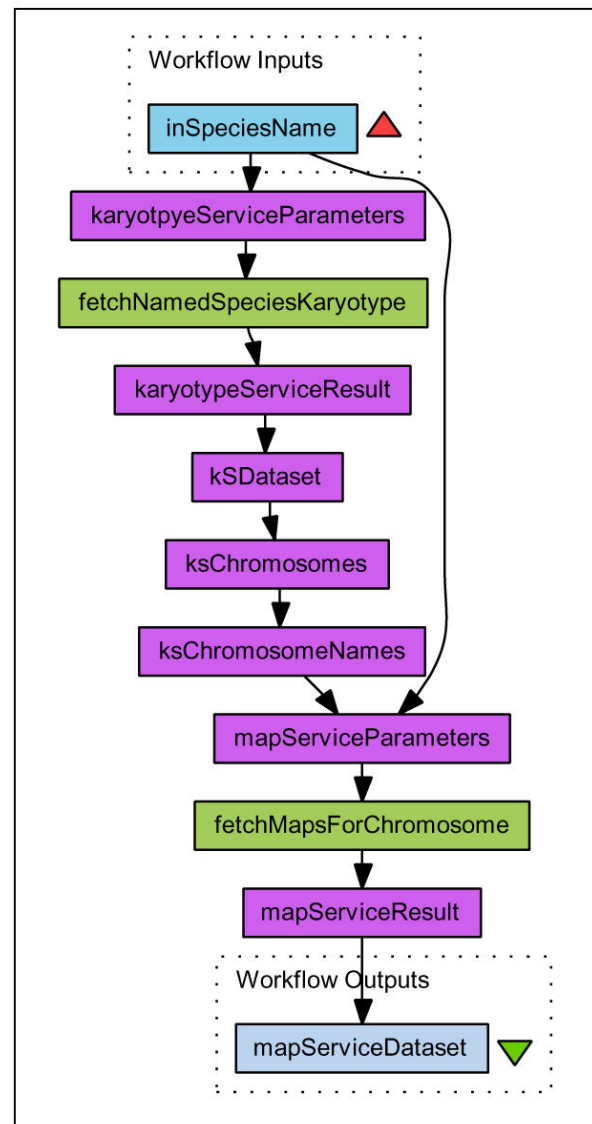 Workflow Inputs
inSpeciesName
karyotpyeServiceParameters
fetchNamedSpeciesKaryotype
karyotypeServiceResult
kSDataset
ksChromosomes
ksChromosomeNames
mapServiceParameters
fetchMapsForChromosome
mapServiceResult
Workflow Outputs
mapServiceDataset